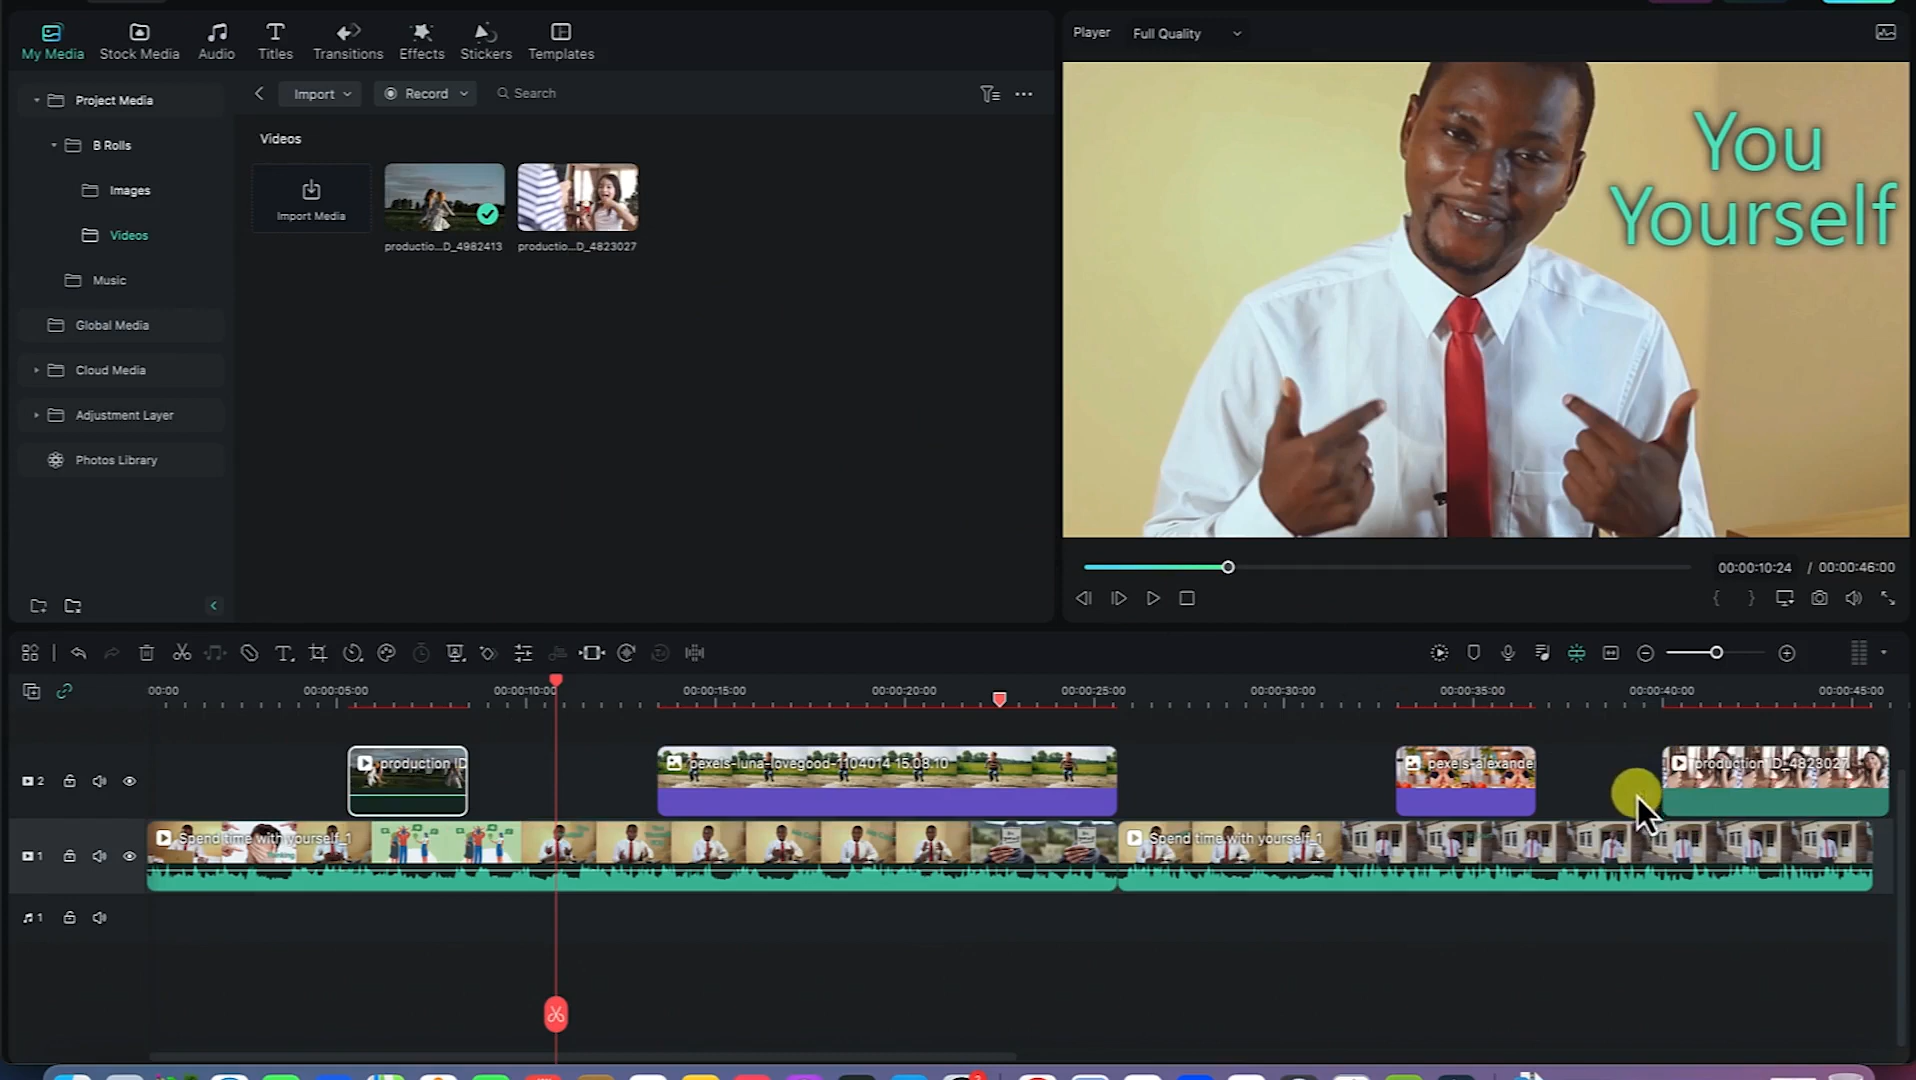 My Media
Stock Media
Audio
Titles
Transitions
Effects
Stickers
Templates
Player
Full Quality
Project Media
Import
Record
Search
B Rolls
Videos
Images
Import Media
productio...D_4982413
productio...D_4823027
Videos
Music
Global Media
Cloud Media
Adjustment Layer
Photos Library
You
Yourself
00:00:10:24 / 00:00:46:00
00:00
00:00:05:00
00:00:10:00
00:00:15:00
00:00:20:00
00:00:25:00
00:00:30:00
00:00:35:00
00:00:40:00
00:00:45:00
2
production ID
pexels-luna-lovegood-1104014 15.08.10
pexels-alexande
production ID_4823027
1
Spend time with yourself_1
Spend time with yourself_1
1